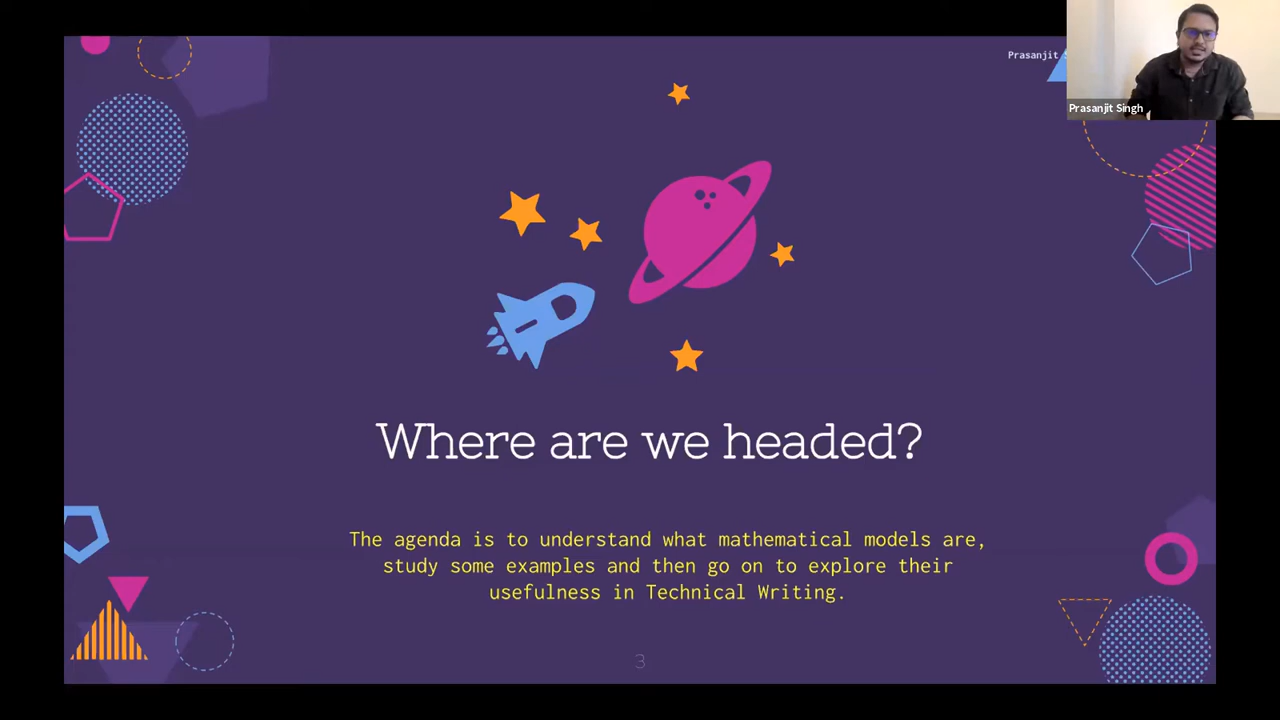 Prasanjit
Prasanjit Singh
Where are we headed?
The agenda is to understand what mathematical models are,
study some examples and then go on to explore their
usefulness in Technical Writing.
3